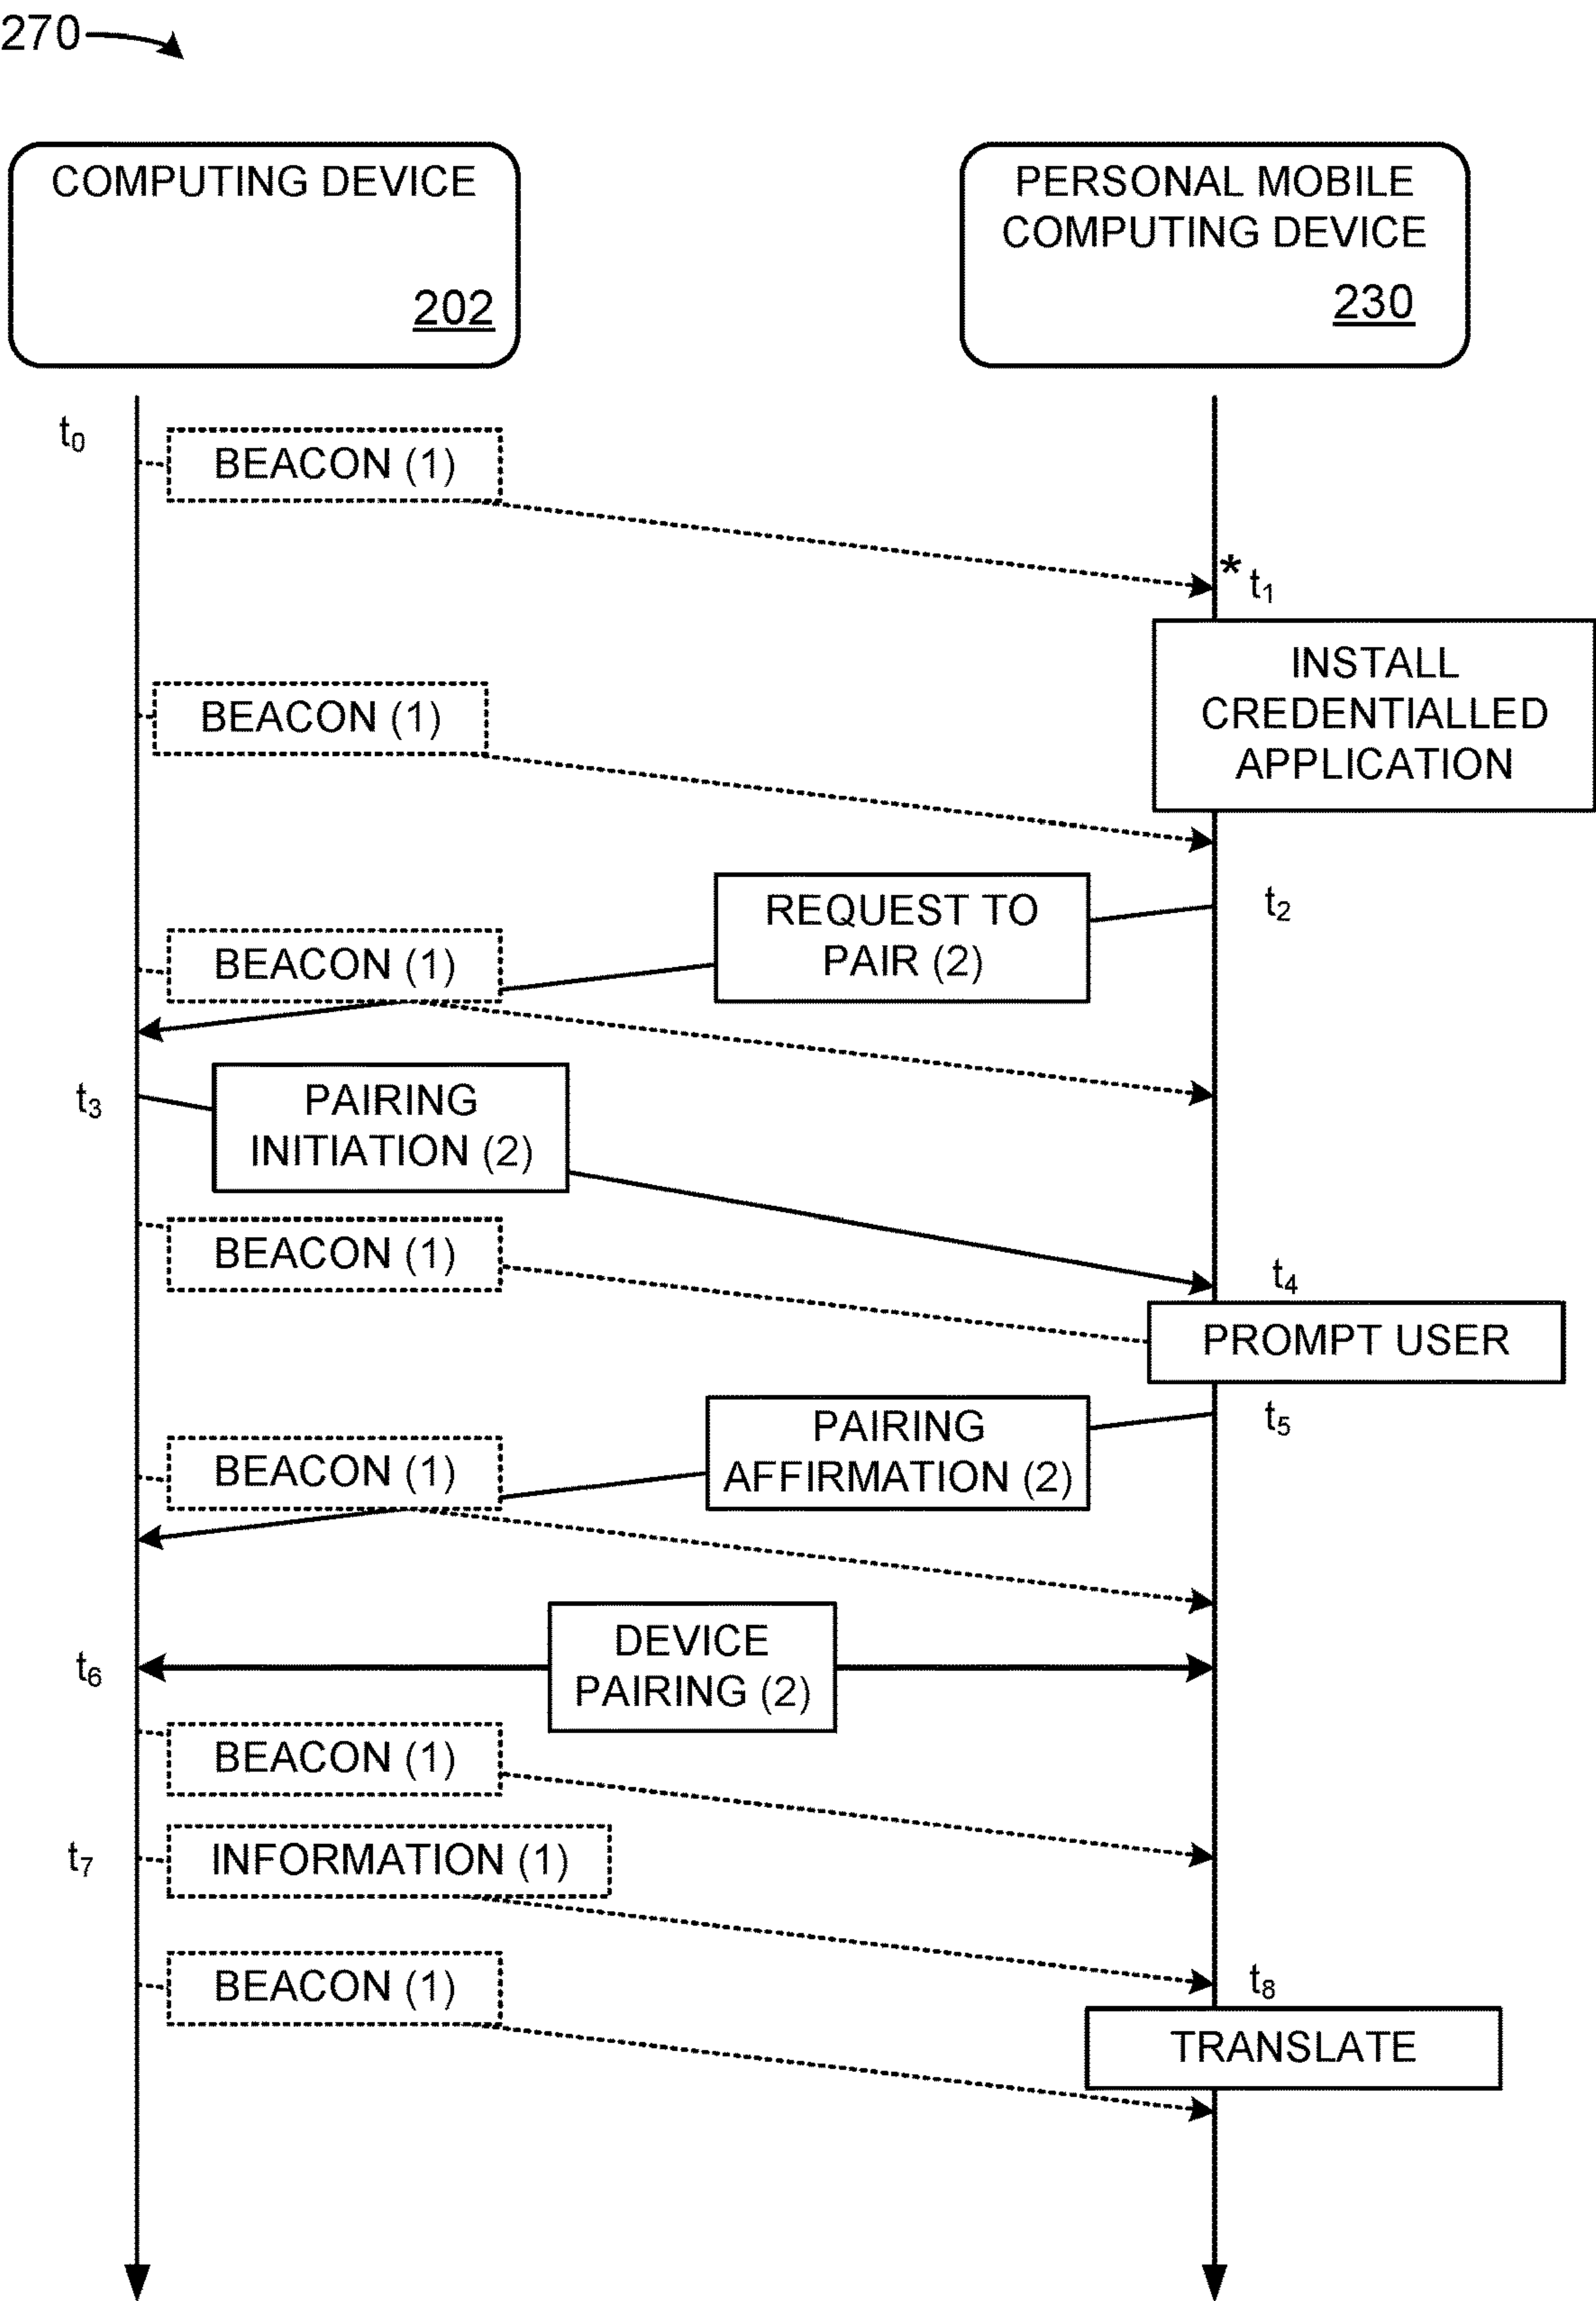 270
COMPUTING DEVICE
202
PERSONAL MOBILE
COMPUTING DEVICE
230
t0
BEACON (1)
* t1
INSTALL
CREDENTIALLED
APPLICATION
BEACON (1)
t2
REQUEST TO
PAIR (2)
BEACON (1)
t3
PAIRING
INITIATION (2)
BEACON (1)
t4
PROMPT USER
t5
PAIRING
AFFIRMATION (2)
BEACON (1)
t6
DEVICE
PAIRING (2)
BEACON (1)
t7
INFORMATION (1)
BEACON (1)
t8
TRANSLATE